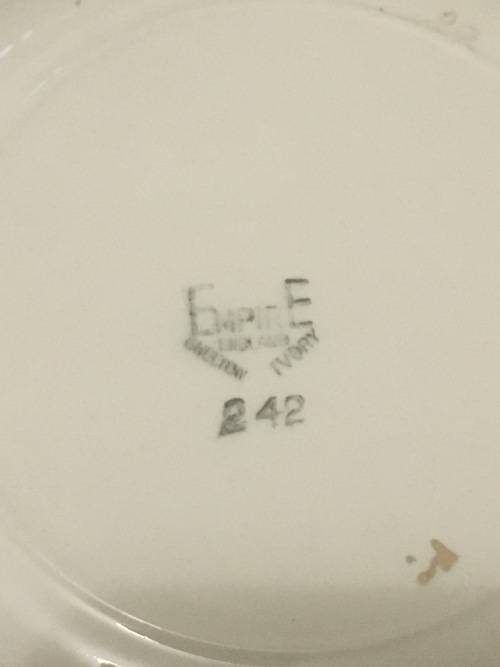 EMPIRE
ENGLAND
SHELTON IVORY
242